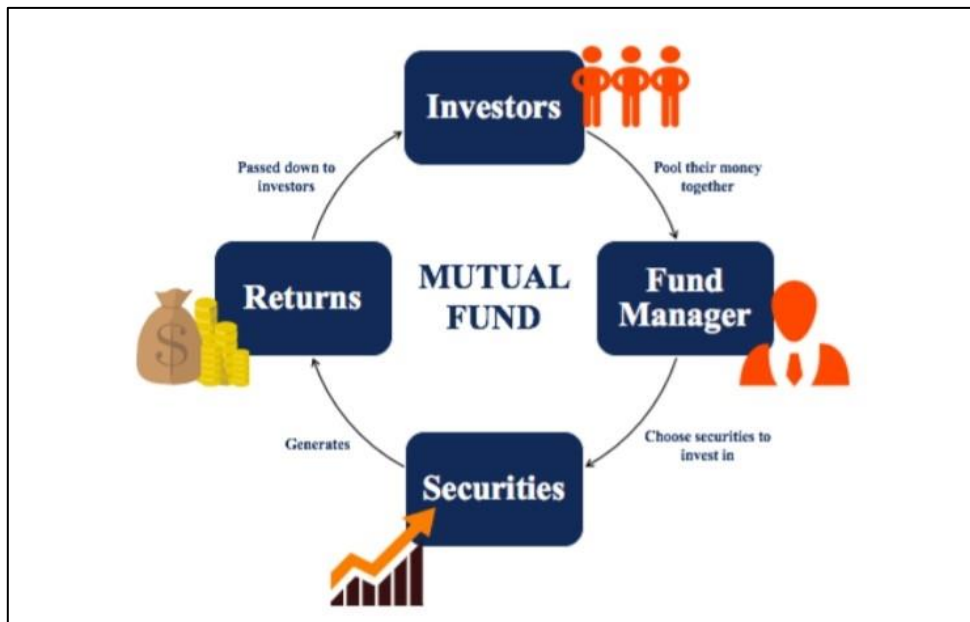 Investors
Passed down to
investors
Pool their money
together
Returns
MUTUAL
FUND
Fund
Manager
$
Generates
Choose securities to
invest in
Securities